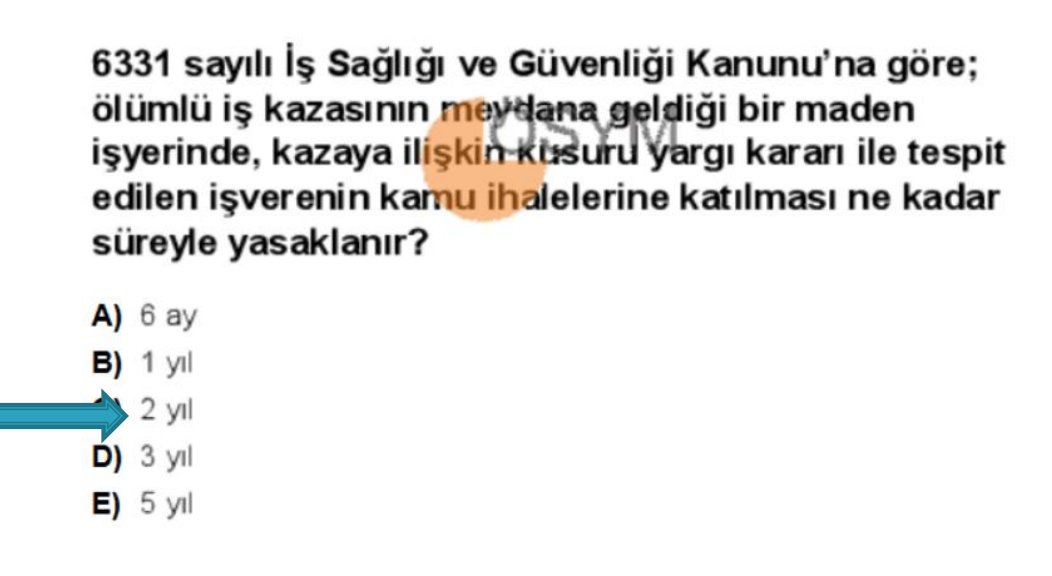 6331 sayılı İş Sağlığı ve Güvenliği Kanunu'na göre;
ölümlü iş kazasının meydana geldiği bir maden
işyerinde, kazaya ilişkin kusuru yargı kararı ile tespit
edilen işverenin kamu ihalelerine katılması ne kadar
süreyle yasaklanır?
ÖSYM
A) 6 ay
B) 1 yıl
2 yıl
D) 3 yıl
E) 5 yıl